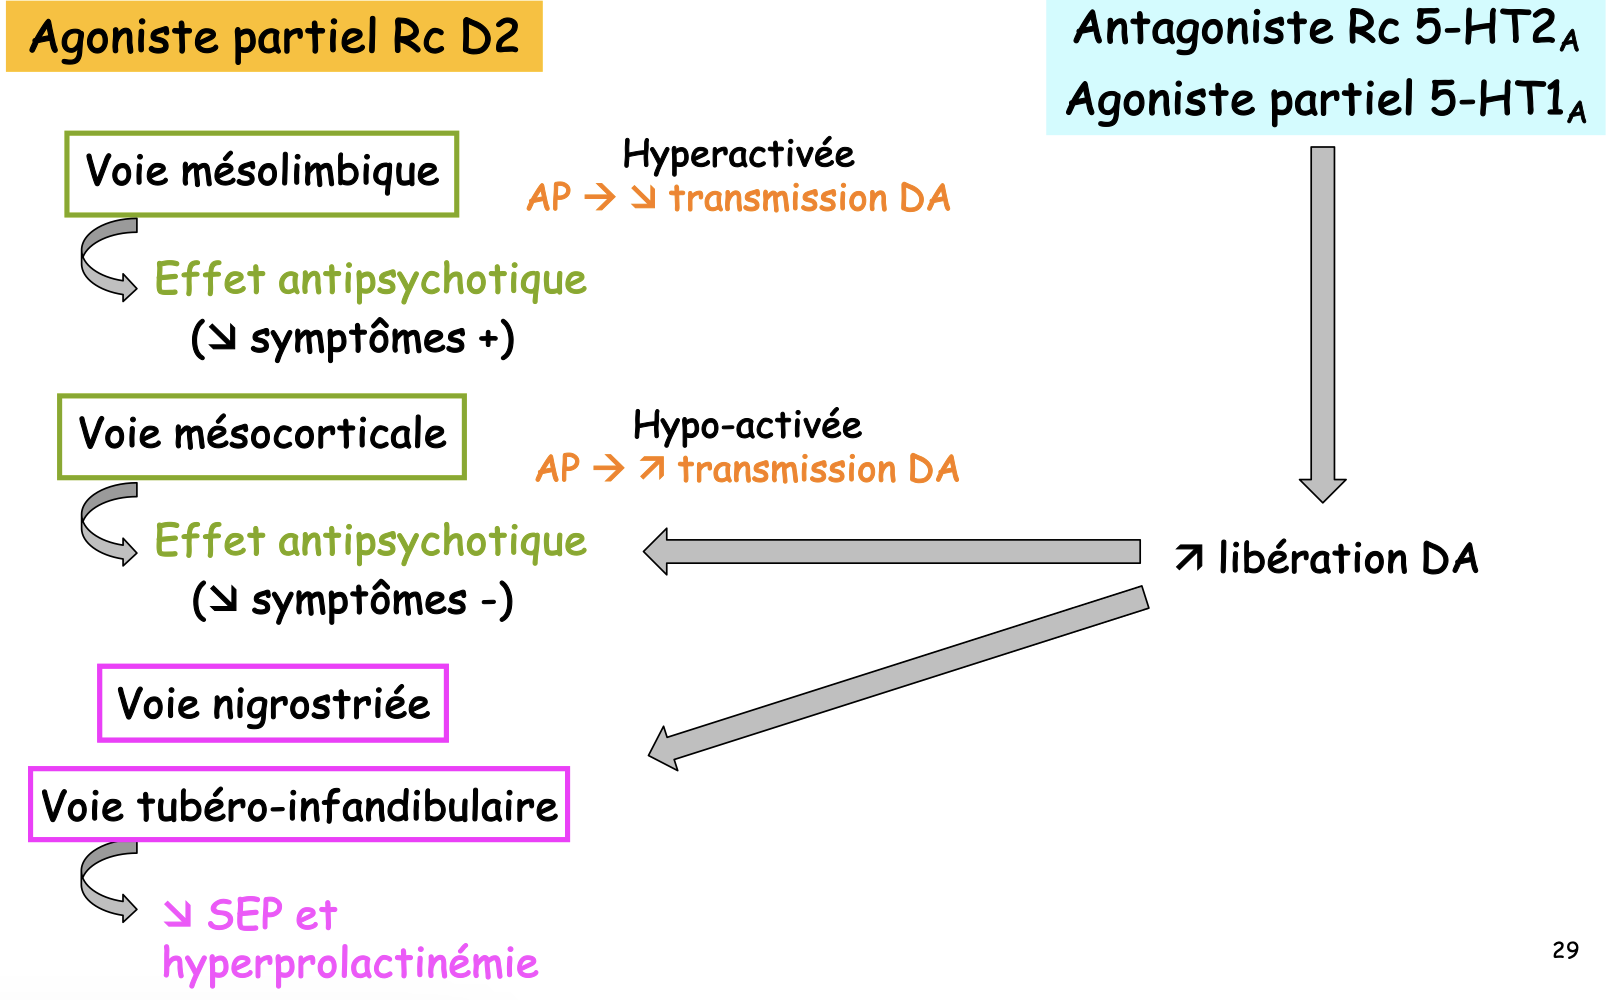 Agoniste partiel Rc D2
Antagoniste Rc 5-HT2A
Agoniste partiel 5-HT1A
Voie mésolimbique
Hyperactivée
AP → ↘ transmission DA
Effet antipsychotique
(↘ symptômes +)
Voie mésocorticale
Hypo-activée
AP → ↗ transmission DA
Effet antipsychotique
(↘ symptômes -)
↗ libération DA
Voie nigrostriée
Voie tubéro-infandibulaire
↘ SEP et
hyperprolactinémie
29